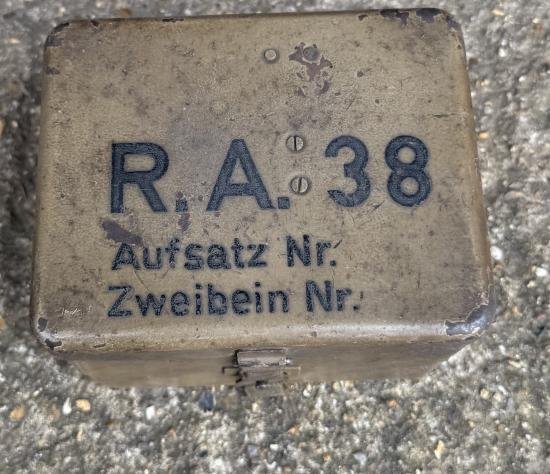 R.A. 38
Aufsatz Nr.
Zweibein Nr.